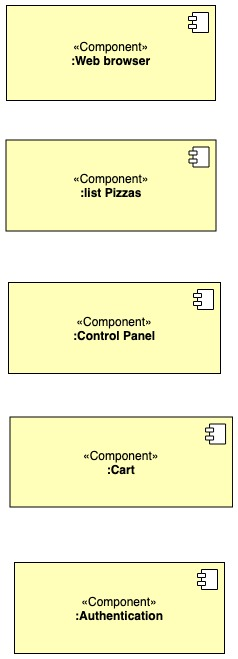 «Component»
:Web browser
«Component»
:list Pizzas
«Component»
:Control Panel
«Component»
:Cart
«Component»
:Authentication